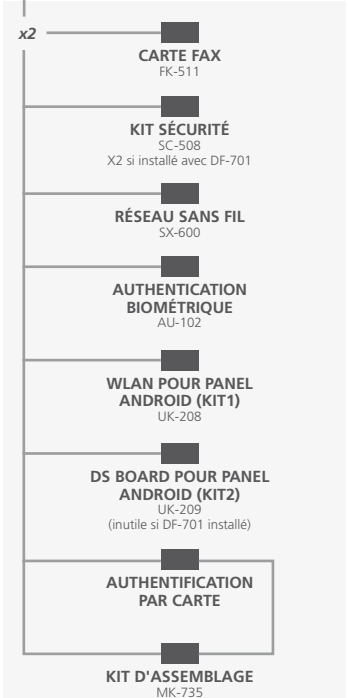 x2
CARTE FAX
FK-511
KIT SÉCURITÉ
SC-508
X2 si installé avec DF-701
RÉSEAU SANS FIL
SX-600
AUTHENTICATION
BIOMÉTRIQUE
AU-102
WLAN POUR PANEL
ANDROID (KIT1)
UK-208
DS BOARD POUR PANEL
ANDROID (KIT2)
UK-209
(inutile si DF-701 installé)
AUTHENTIFICATION
PAR CARTE
KIT D'ASSEMBLAGE
MK-735